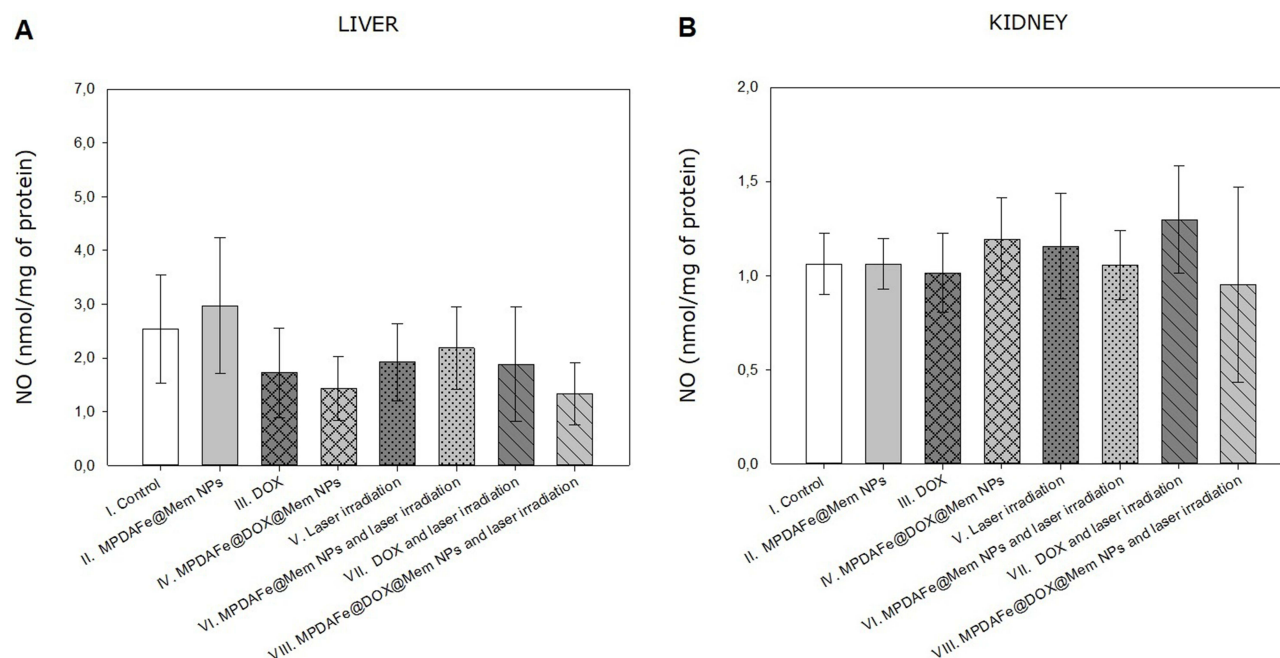 A
LIVER
NO (nmol/mg of protein)
7,0
6,0
5,0
4,0
3,0
2,0
1,0
0,0
I. Control
II. MPDAFe@Mem NPs
III. DOX
IV. MPDAFe@DOX@Mem NPs
V. Laser irradiation
VI. MPDAFe@Mem NPs and laser irradiation
VII. DOX and laser irradiation
VIII. MPDAFe@DOX@Mem NPs and laser irradiation
B
KIDNEY
NO (nmol/mg of protein)
2,0
1,5
1,0
0,5
0,0
I. Control
II. MPDAFe@Mem NPs
III. DOX
IV. MPDAFe@DOX@Mem NPs
V. Laser irradiation
VI. MPDAFe@Mem NPs and laser irradiation
VII. DOX and laser irradiation
VIII. MPDAFe@DOX@Mem NPs and laser irradiation